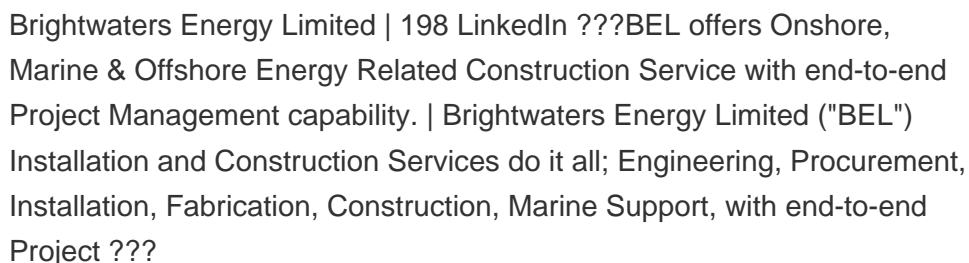 Brightwaters Energy Limited | 198 LinkedIn ???BEL offers Onshore,
Marine & Offshore Energy Related Construction Service with end-to-end
Project Management capability. | Brightwaters Energy Limited ("BEL")
Installation and Construction Services do it all; Engineering, Procurement,
Installation, Fabrication, Construction, Marine Support, with end-to-end
Project ???